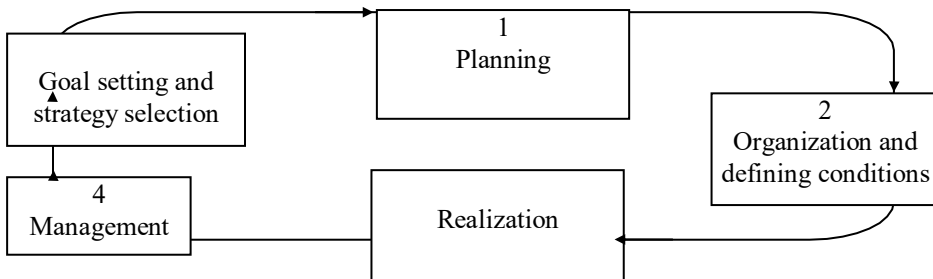 1
Planning
Goal setting and
strategy selection
2
Organization and
defining conditions
4
Management
Realization